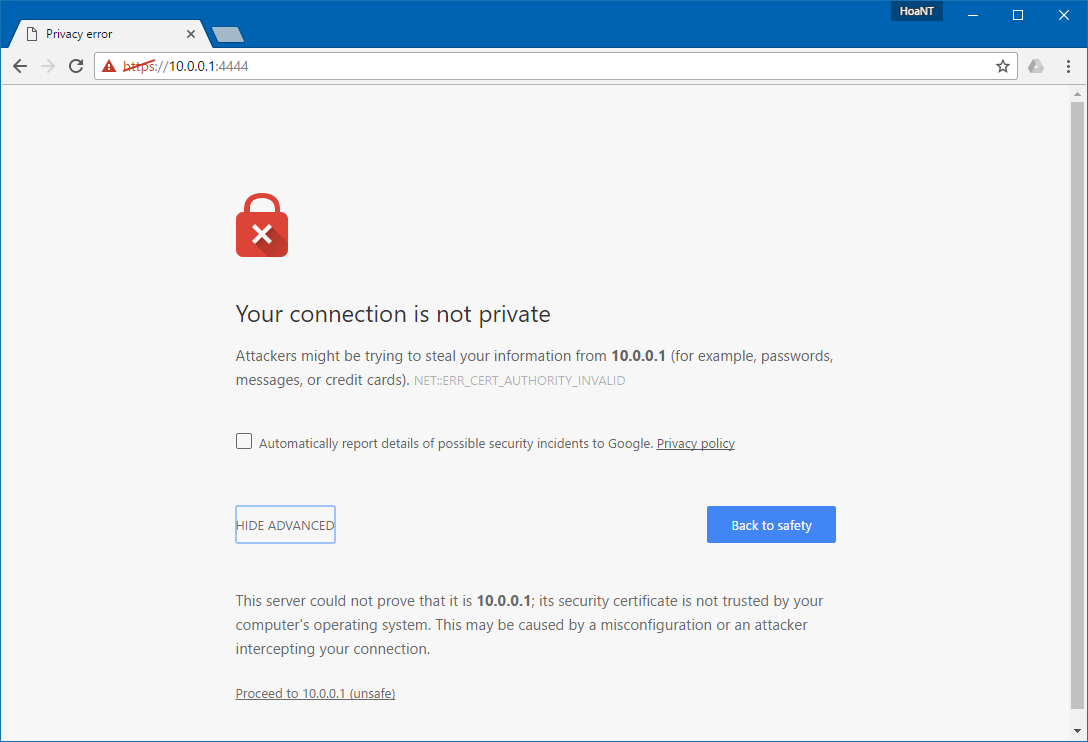 HoaNT
Privacy error
https://10.0.0.1:4444
Your connection is not private
Attackers might be trying to steal your information from 10.0.0.1 (for example, passwords,
messages, or credit cards). NET::ERR_CERT_AUTHORITY_INVALID
Automatically report details of possible security incidents to Google. Privacy policy
HIDE ADVANCED
Back to safety
This server could not prove that it is 10.0.0.1; its security certificate is not trusted by your
computer's operating system. This may be caused by a misconfiguration or an attacker
intercepting your connection.
Proceed to 10.0.0.1 (unsafe)